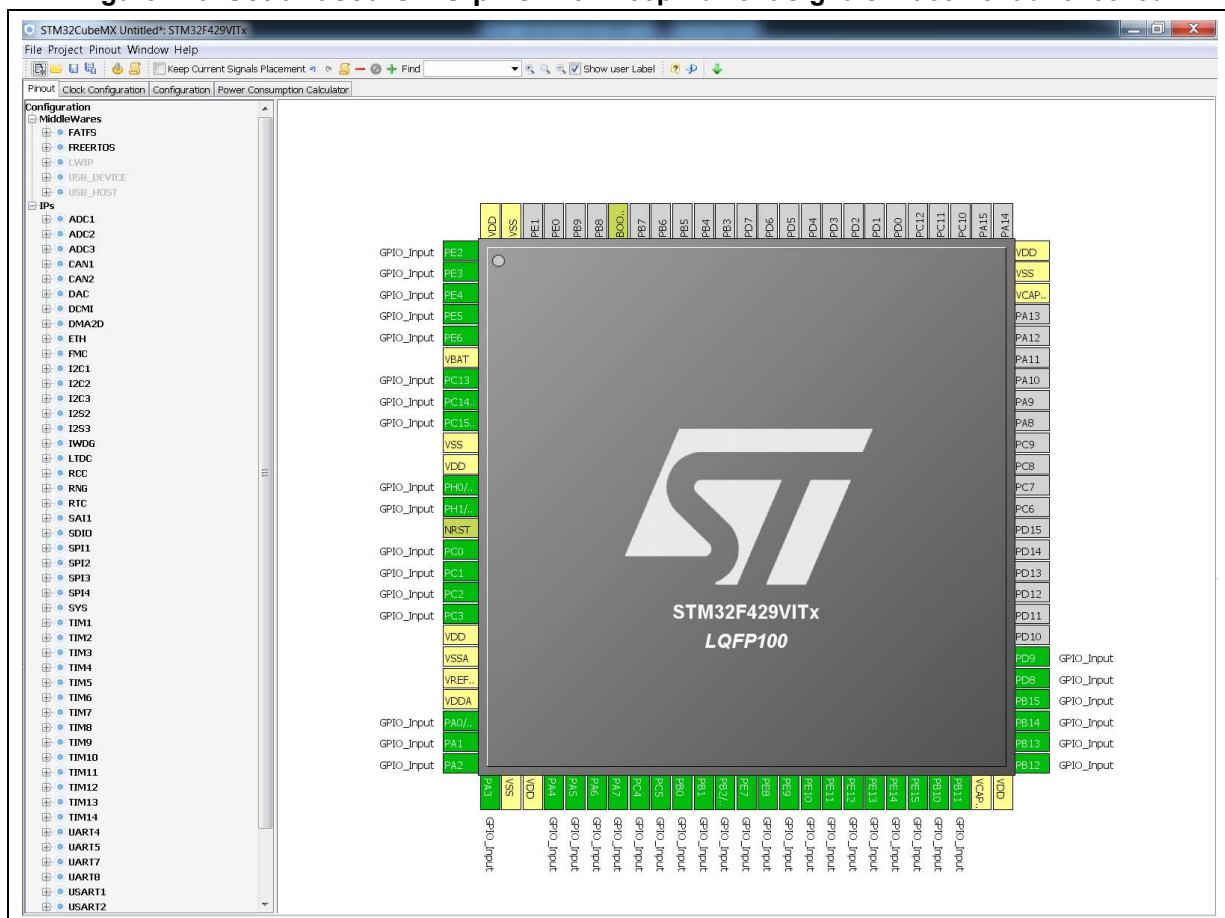 STM32CubeMX Untitled*: STM32F429VITx
File Project Pinout Window Help
Keep Current Signals Placement Find Show user Label
Pinout Clock Configuration Configuration Power Consumption Calculator
Configuration
MiddleWares
FATFS
FREERTOS
LWIP
USB_DEVICE
USB_HOST
IPs
ADC1
ADC2
ADC3
CAN1
CAN2
DAC
DCMI
DMA2D
ETH
FMC
I2C1
I2C2
I2C3
I2S2
I2S3
IWDG
LTDC
RCC
RNG
RTC
SAI1
SDIO
SPI1
SPI2
SPI3
SPI4
SYS
TIM1
TIM2
TIM3
TIM4
TIM5
TIM6
TIM7
TIM8
TIM9
TIM10
TIM11
TIM12
TIM13
TIM14
UART4
UART5
UART7
UART8
USART1
USART2
VDD VSS PE1 PE0 PB9 PB8 BOO.. PB7 PB6 PB5 PB4 PB3 PD7 PD6 PD5 PD4 PD3 PD2 PD1 PD0 PC12 PC11 PC10 PA15 PA14
GPIO_Input PE2
GPIO_Input PE3
GPIO_Input PE4
GPIO_Input PE5
GPIO_Input PE6
VBAT
GPIO_Input PC13
GPIO_Input PC14..
GPIO_Input PC15..
VSS
VDD
GPIO_Input PH0/..
GPIO_Input PH1/..
NRST
GPIO_Input PC0
GPIO_Input PC1
GPIO_Input PC2
GPIO_Input PC3
VDD
VSSA
VREF..
VDDA
GPIO_Input PA0/..
GPIO_Input PA1
GPIO_Input PA2
ST
STM32F429VITx
LQFP100
VDD
VSS
VCAP..
PA13
PA12
PA11
PA10
PA9
PA8
PC9
PC8
PC7
PC6
PD15
PD14
PD13
PD12
PD11
PD10
PD9 GPIO_Input
PD8 GPIO_Input
PB15 GPIO_Input
PB14 GPIO_Input
PB13 GPIO_Input
PB12 GPIO_Input
PA3 VSS VDD PA4 PA5 PA6 PA7 PC4 PC5 PB0 PB1 PB2/.. PE7 PE8 PE9 PE10 PE11 PE12 PE13 PE14 PE15 PB10 PB11 VCAP.. VDD
GPIO_Input GPIO_Input GPIO_Input GPIO_Input GPIO_Input GPIO_Input GPIO_Input GPIO_Input GPIO_Input GPIO_Input GPIO_Input GPIO_Input GPIO_Input GPIO_Input GPIO_Input GPIO_Input GPIO_Input GPIO_Input GPIO_Input GPIO_Input GPIO_Input